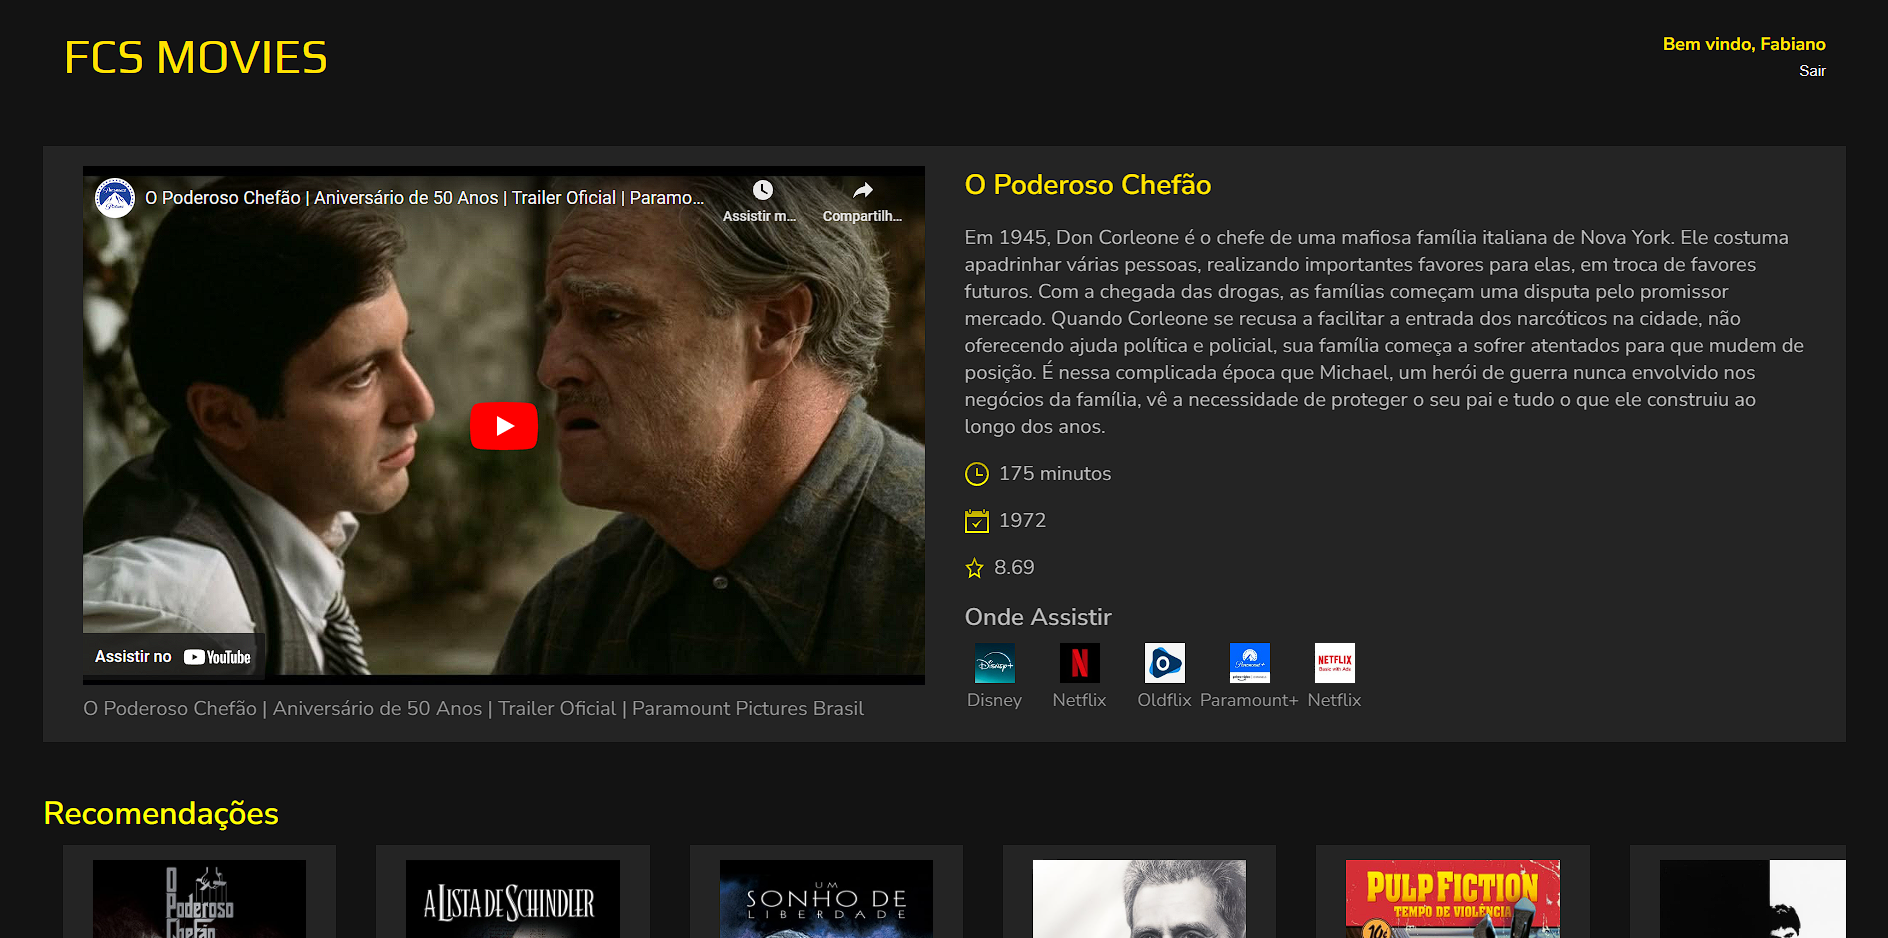 FCS MOVIES
Bem vindo, Fabiano
Sair
O Poderoso Chefão | Aniversário de 50 Anos | Trailer Oficial | Paramo...
Assistir m...
Compartilh...
Assistir no YouTube
O Poderoso Chefão | Aniversário de 50 Anos | Trailer Oficial | Paramount Pictures Brasil
O Poderoso Chefão
Em 1945, Don Corleone é o chefe de uma mafiosa família italiana de Nova York. Ele costuma
apadrinhar várias pessoas, realizando importantes favores para elas, em troca de favores
futuros. Com a chegada das drogas, as famílias começam uma disputa pelo promissor
mercado. Quando Corleone se recusa a facilitar a entrada dos narcóticos na cidade, não
oferecendo ajuda política e policial, sua família começa a sofrer atentados para que mudem de
posição. É nessa complicada época que Michael, um herói de guerra nunca envolvido nos
negócios da família, vê a necessidade de proteger o seu pai e tudo o que ele construiu ao
longo dos anos.
175 minutos
1972
8.69
Onde Assistir
Disney+
N
O
Paramount+
NETFLIX
Basic with Ads
Disney
Netflix
Oldflix
Paramount+
Netflix
Recomendações
O
Poderoso
Chefão
A LISTA DE SCHINDLER
UM
SONHO DE
LIBERDADE
PULP FICTION
TEMPO DE VIOLÊNCIA
10¢